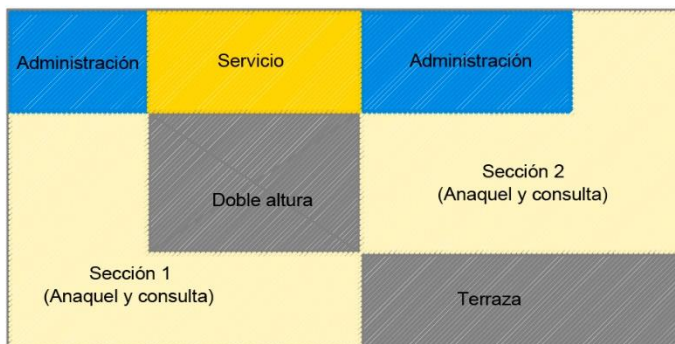 Administración
Servicio
Administración
Doble altura
Sección 2
(Anaquel y consulta)
Sección 1
(Anaquel y consulta)
Terraza